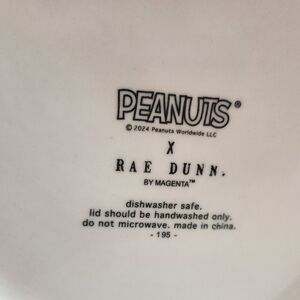 PEANUTS®
© 2024 Peanuts Worldwide LLC
X
RAE DUNN.
BY MAGENTA™
dishwasher safe.
lid should be handwashed only.
do not microwave. made in china.
- 195 -